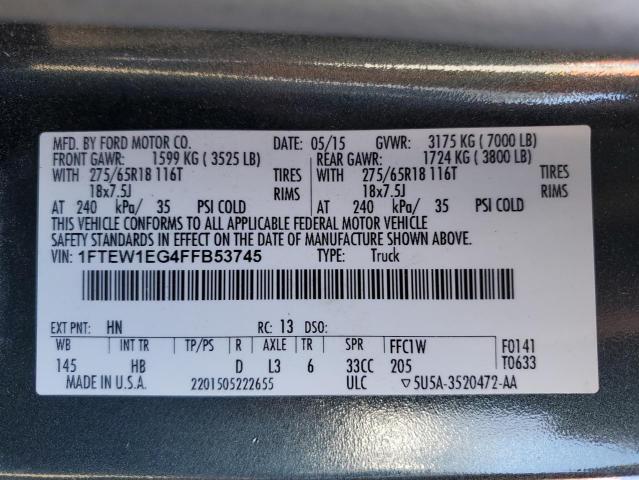 MFD. BY FORD MOTOR CO. DATE: 05/15 GVWR: 3175 KG ( 7000 LB)
FRONT GAWR: 1599 KG ( 3525 LB) REAR GAWR: 1724 KG ( 3800 LB)
WITH 275/65R18 116T TIRES WITH 275/65R18 116T TIRES
18x7.5J RIMS 18x7.5J RIMS
AT 240 kPa/ 35 PSI COLD AT 240 kPa/ 35 PSI COLD
THIS VEHICLE CONFORMS TO ALL APPLICABLE FEDERAL MOTOR VEHICLE
SAFETY STANDARDS IN EFFECT ON THE DATE OF MANUFACTURE SHOWN ABOVE.
VIN: 1FTEW1EG4FFB53745 TYPE: Truck
EXT PNT: HN RC: 13 DSO:
WB INT TR TP/PS R AXLE TR SPR FFC1W F0141
145 HB D L3 6 33CC 205 T0633
MADE IN U.S.A. 2201505222655 ULC ▽5U5A-3520472-AA